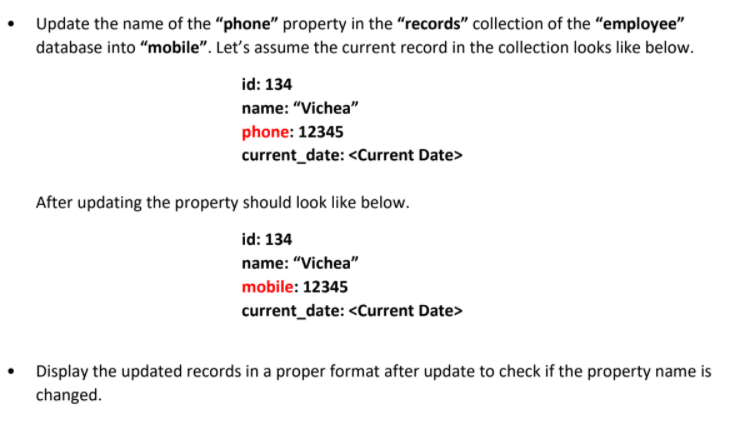 • Update the name of the “phone” property in the “records” collection of the “employee”
database into “mobile”. Let’s assume the current record in the collection looks like below.
id: 134
name: “Vichea”
phone: 12345
current_date: <Current Date>
After updating the property should look like below.
id: 134
name: “Vichea”
mobile: 12345
current_date: <Current Date>
• Display the updated records in a proper format after update to check if the property name is
changed.